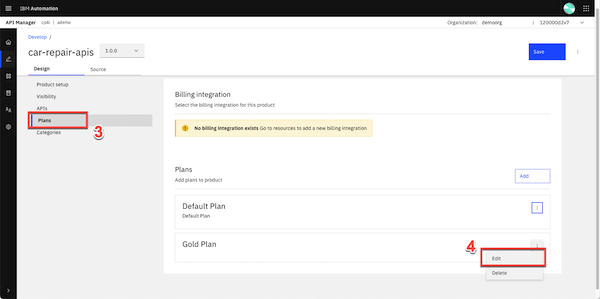 IBM Automation
API Manager cp4i / ademo Organization: demoorg 120000d2v7
Develop /
car-repair-apis 1.0.0 Save
Design Source
Product setup
Visibility
APIs
Plans
Categories
3
Billing integration
Select the billing integration for this product
No billing integration exists Go to resources to add a new billing integration
Plans
Add plans to product
Add
Default Plan
Default Plan
Gold Plan
4
Edit
Delete